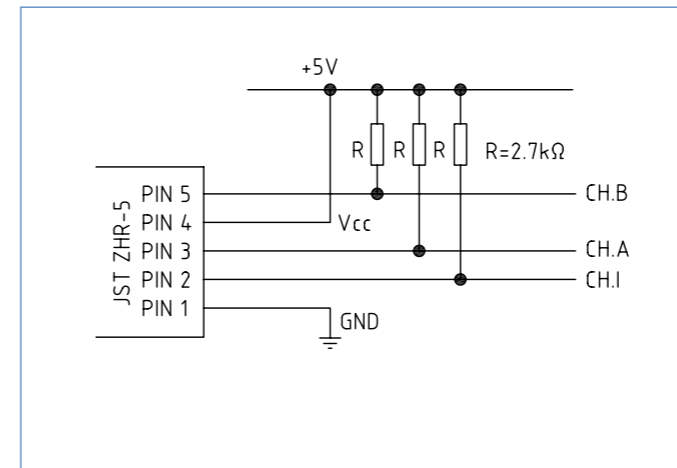 +5V
R R R R=2.7kΩ
PIN 5 CH.B
PIN 4 Vcc
PIN 3 CH.A
PIN 2 CH.I
PIN 1 GND
JST ZHR-5